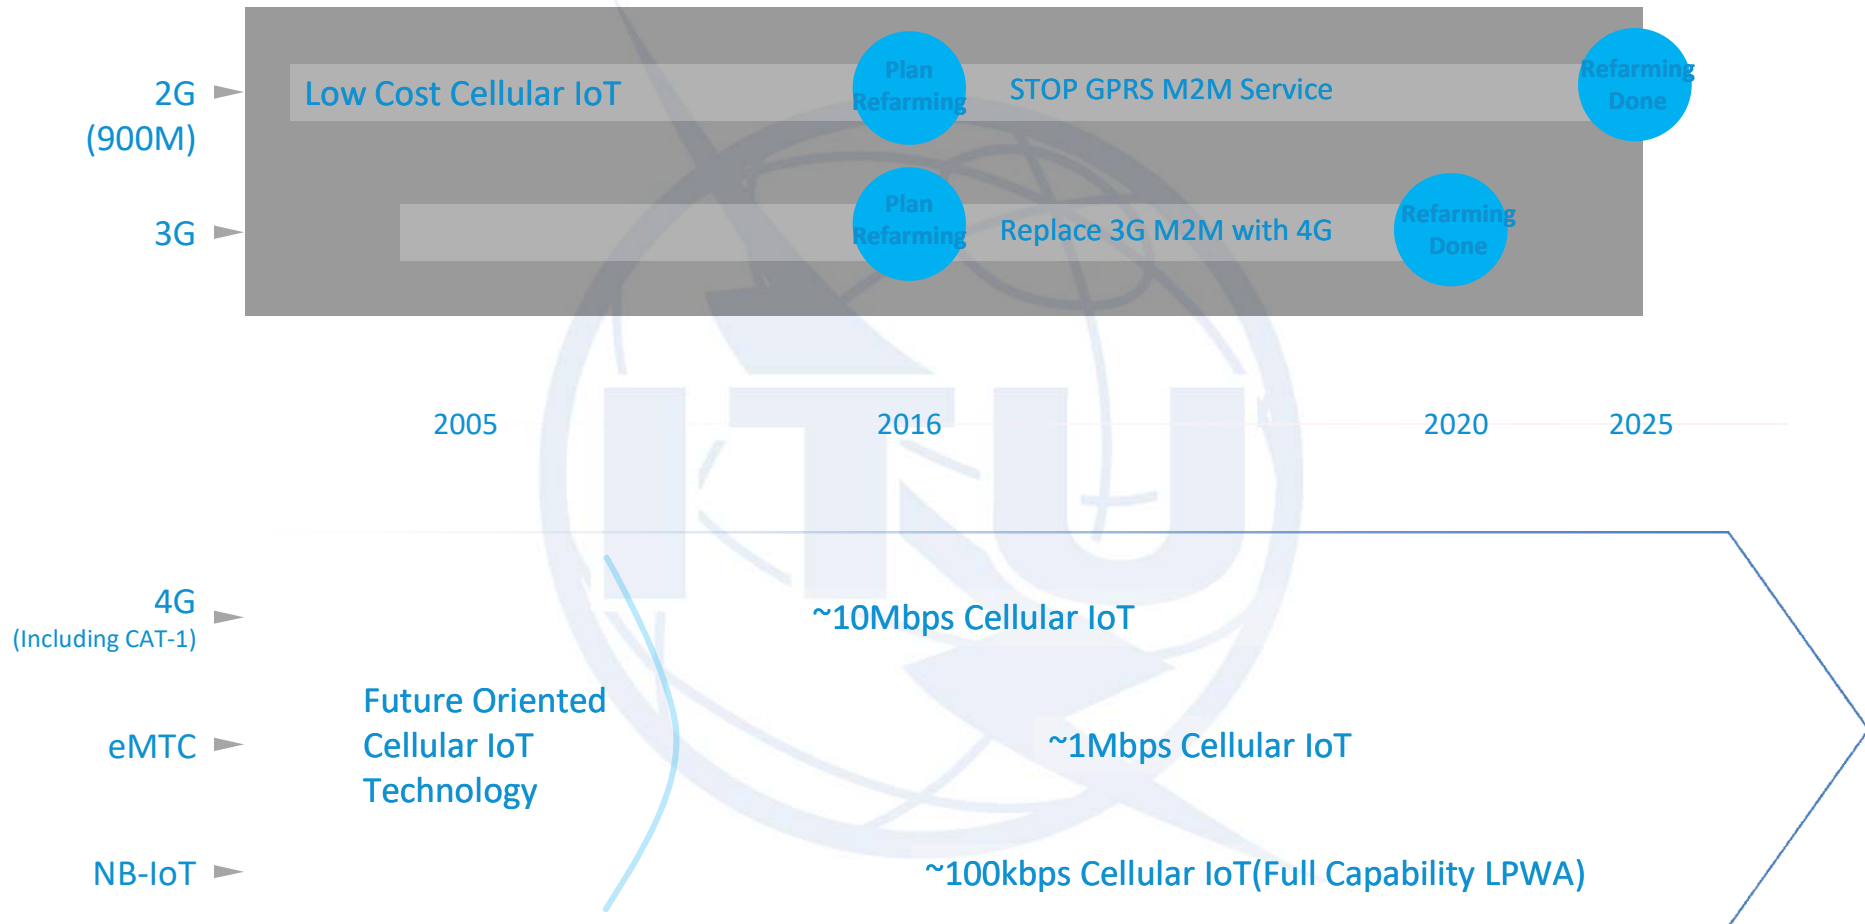 2G
(900M)
Low Cost Cellular IoT
Plan
Refarming
STOP GPRS M2M Service
Refarming
Done
3G
Plan
Refarming
Replace 3G M2M with 4G
Refarming
Done
2005
2016
2020
2025
ITU
4G
(Including CAT-1)
~10Mbps Cellular IoT
Future Oriented
Cellular IoT
Technology
eMTC
~1Mbps Cellular IoT
NB-IoT
~100kbps Cellular IoT(Full Capability LPWA)